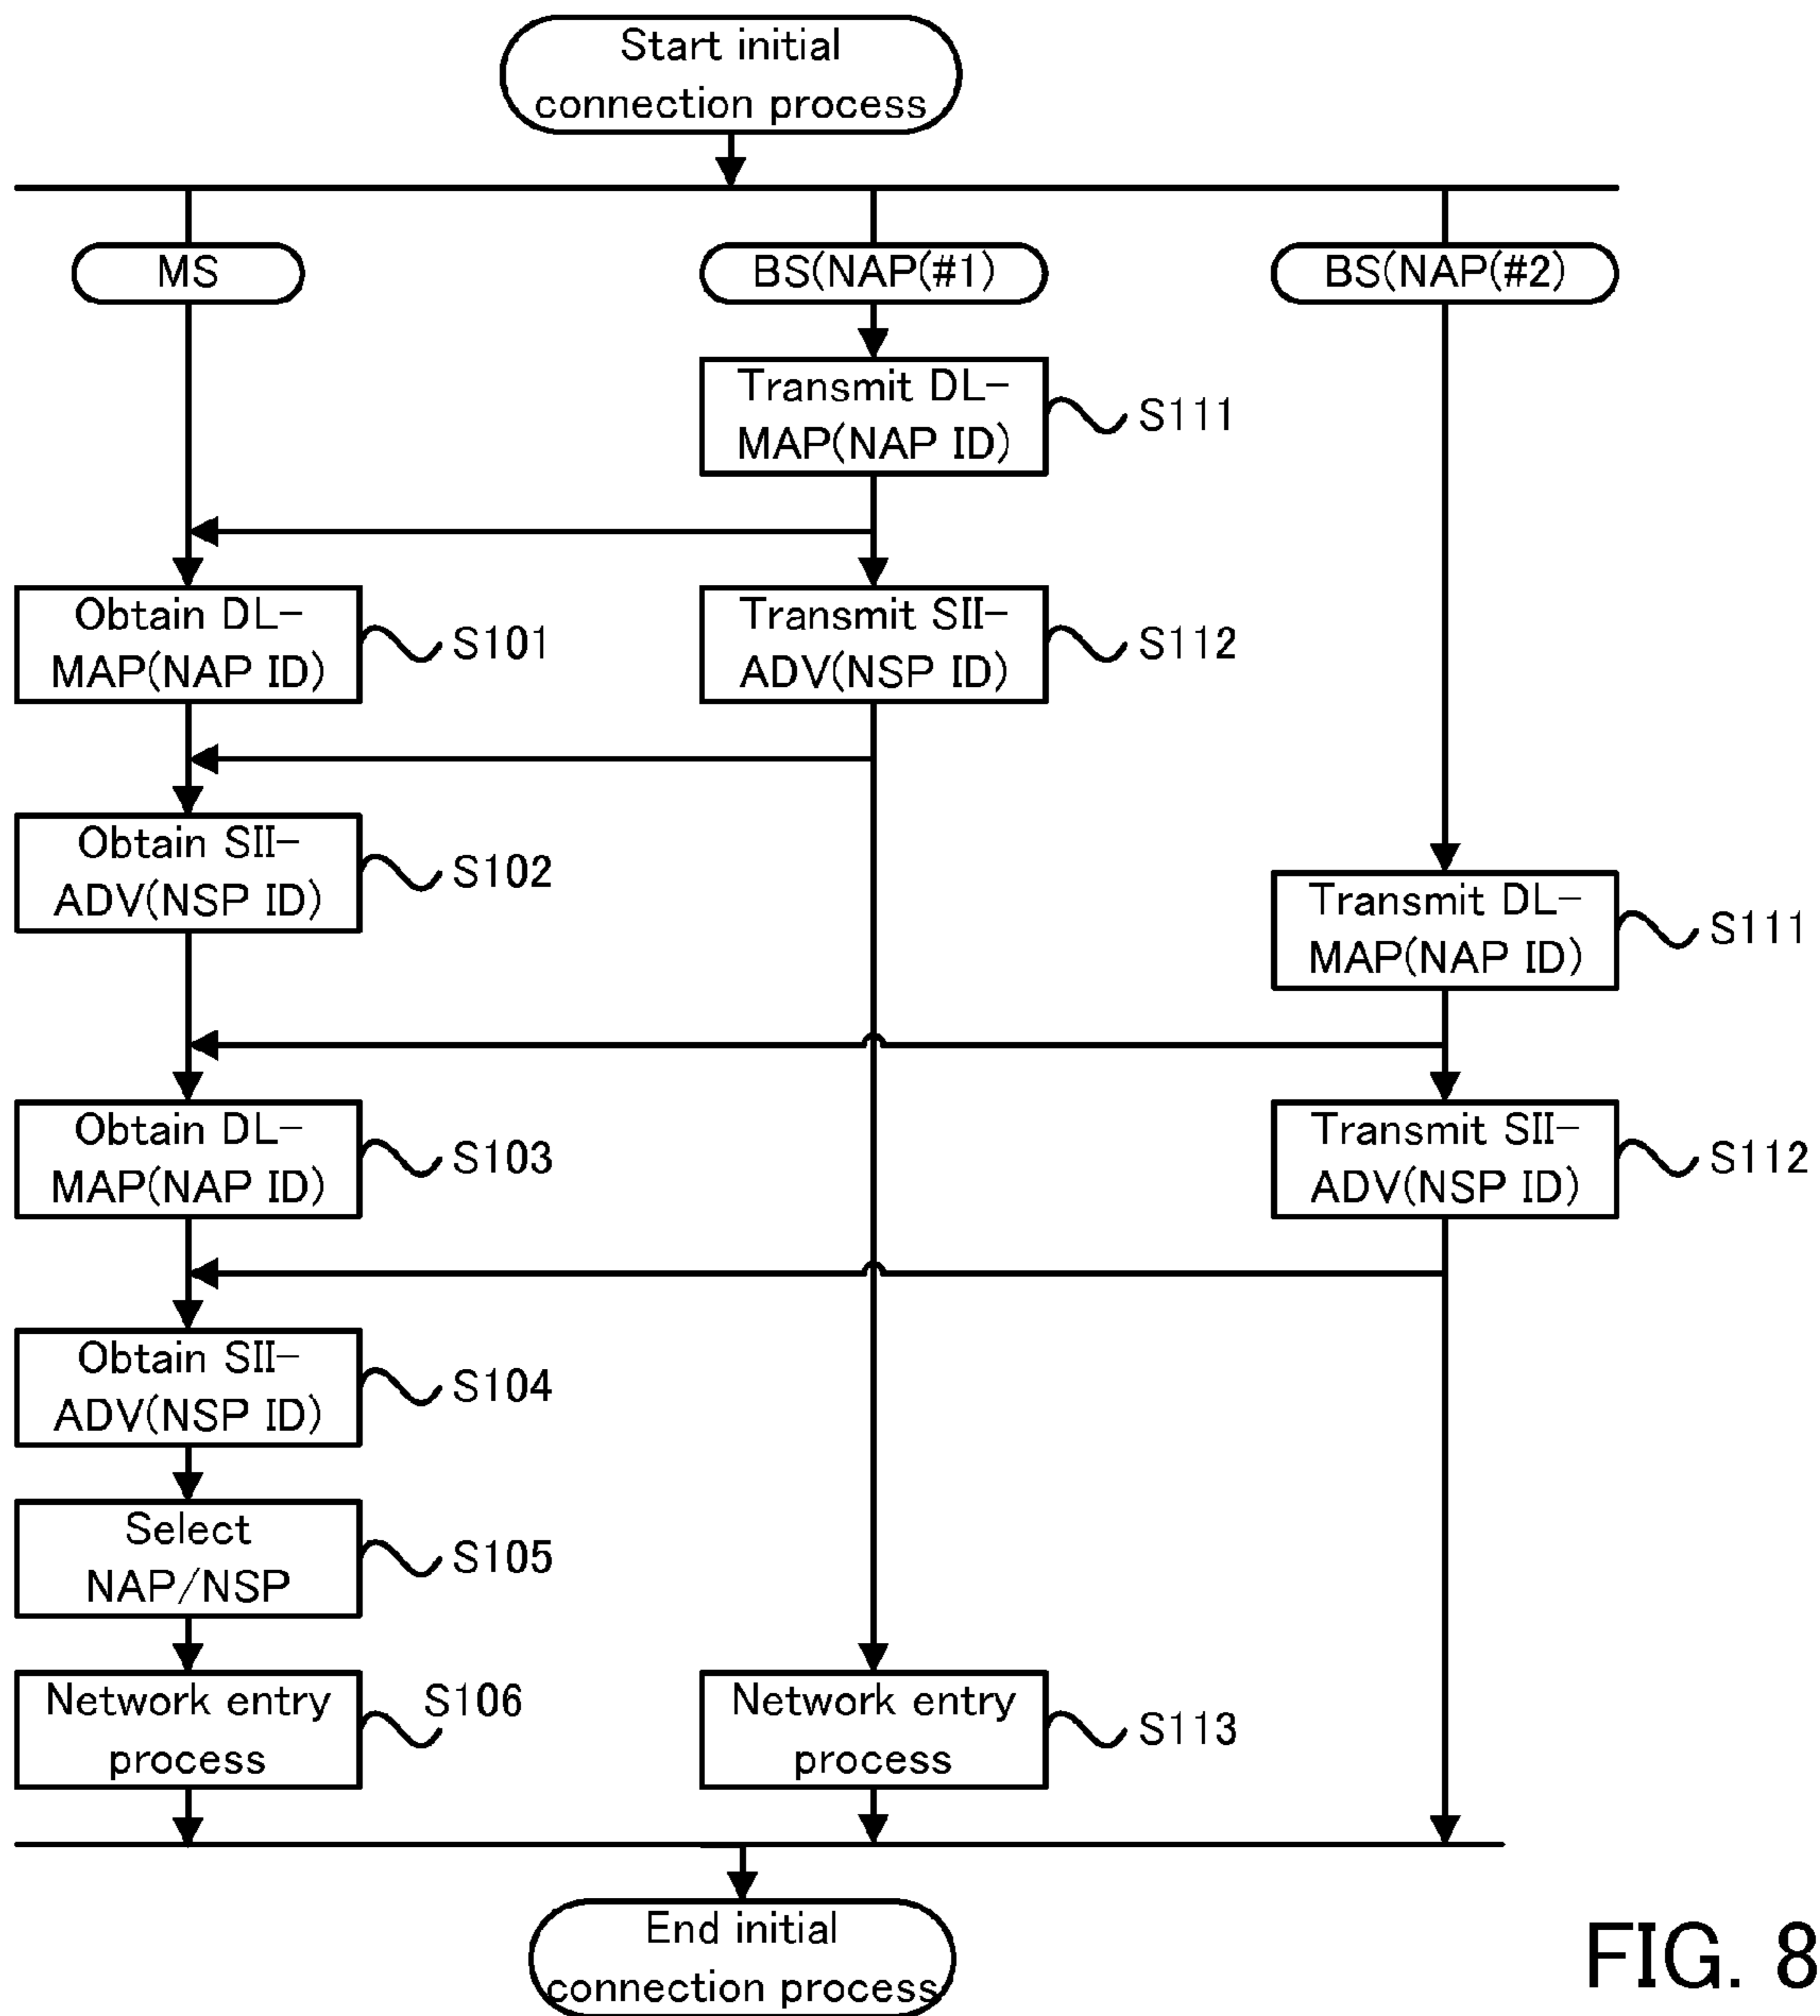 Start initial
connection process
MS
BS(NAP(#1)
BS(NAP(#2)
Transmit DL-
MAP(NAP ID)
S111
Obtain DL-
MAP(NAP ID)
S101
Transmit SII-
ADV(NSP ID)
S112
Obtain SII-
ADV(NSP ID)
S102
Transmit DL-
MAP(NAP ID)
S111
Obtain DL-
MAP(NAP ID)
S103
Transmit SII-
ADV(NSP ID)
S112
Obtain SII-
ADV(NSP ID)
S104
Select
NAP/NSP
S105
Network entry
process
S106
Network entry
process
S113
End initial
connection process
FIG. 8